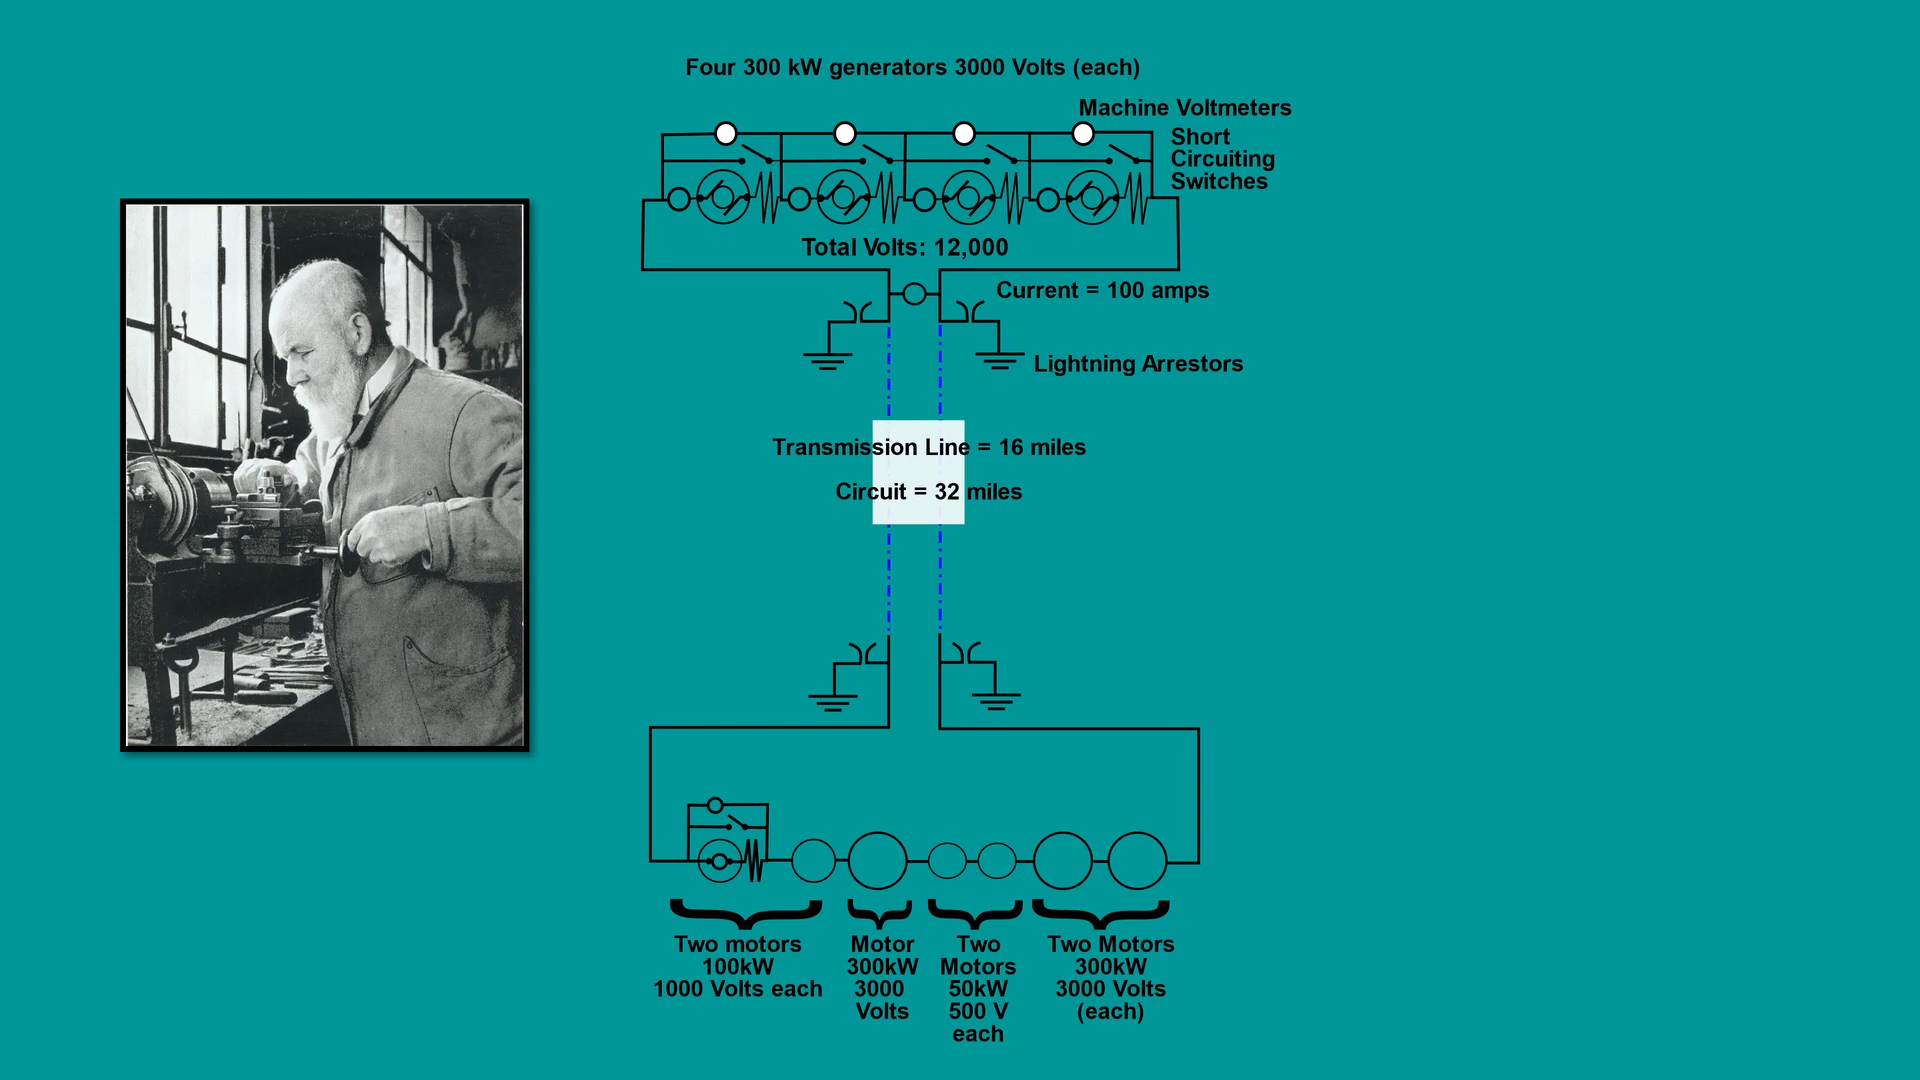 Four 300 kW generators 3000 Volts (each)
Machine Voltmeters
Short
Circuiting
Switches
Total Volts: 12,000
Current = 100 amps
Lightning Arrestors
Transmission Line = 16 miles
Circuit = 32 miles
Two motors
100kW
1000 Volts each
Motor
300kW
3000
Volts
Two
Motors
50kW
500 V
each
Two Motors
300kW
3000 Volts
(each)